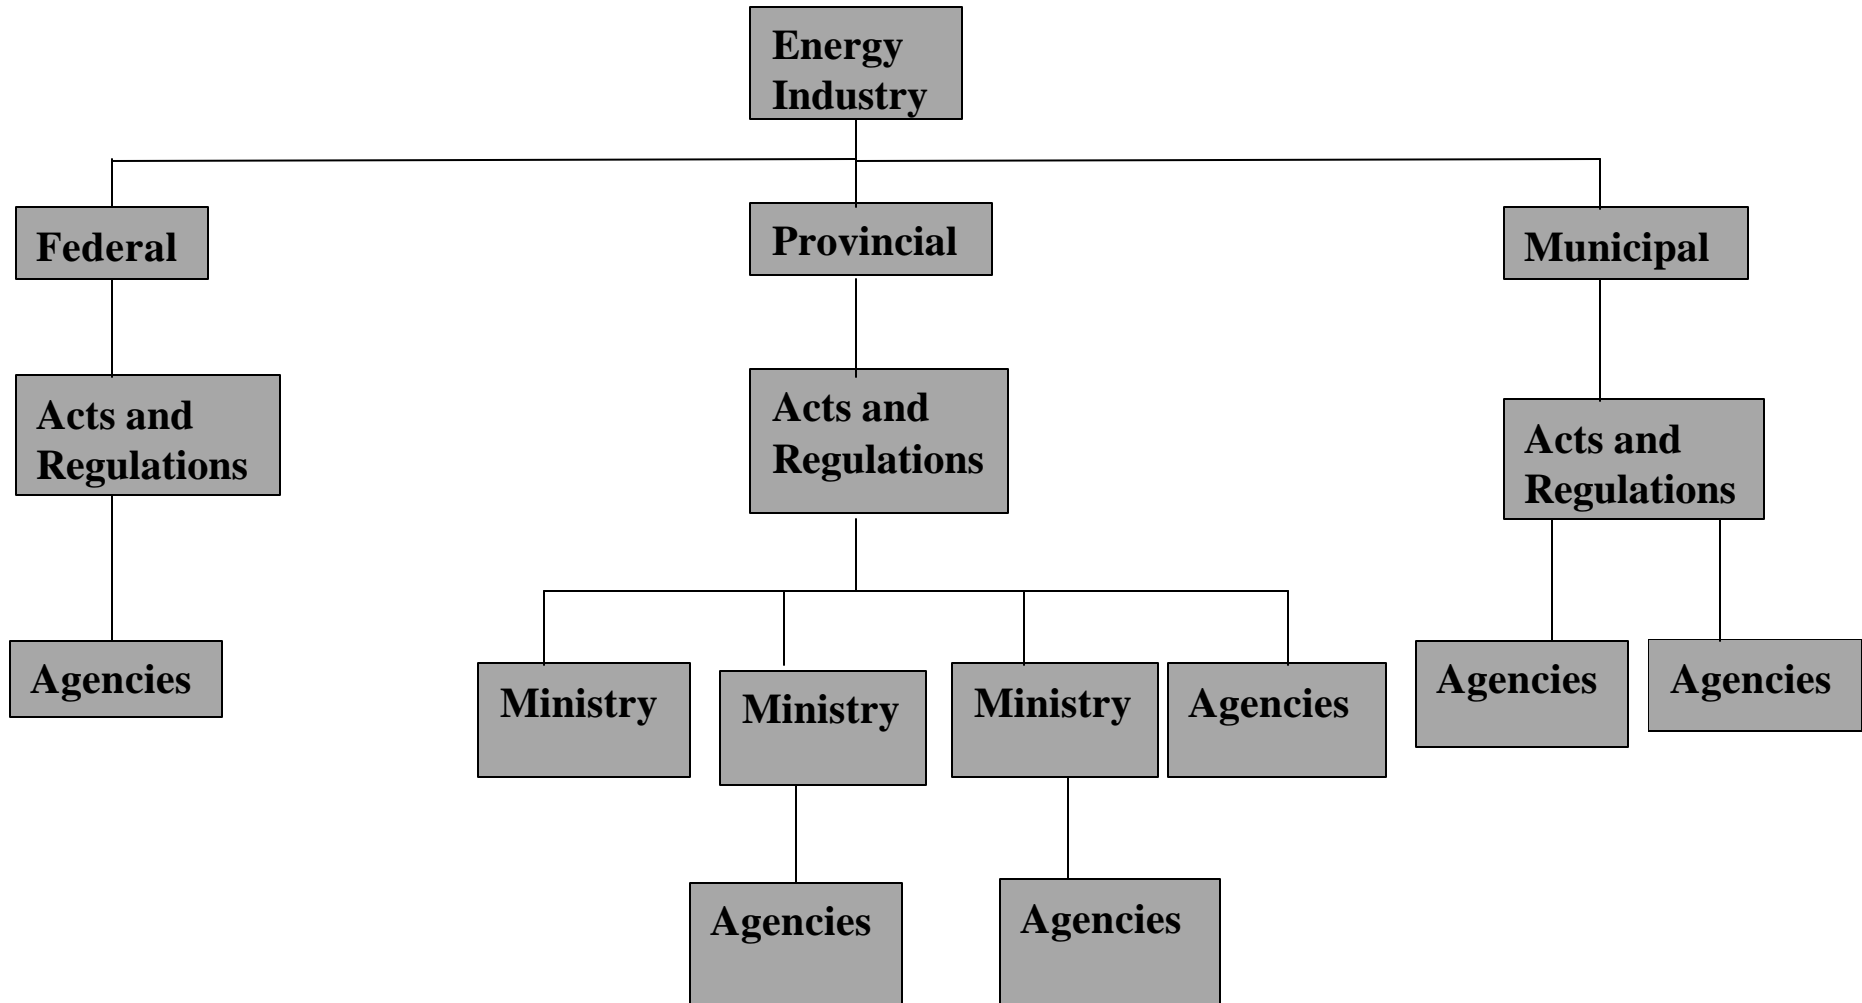 Energy
Industry
Federal
Provincial
Municipal
Acts and
Regulations
Acts and
Regulations
Acts and
Regulations
Agencies
Ministry
Ministry
Ministry
Agencies
Agencies
Agencies
Agencies
Agencies